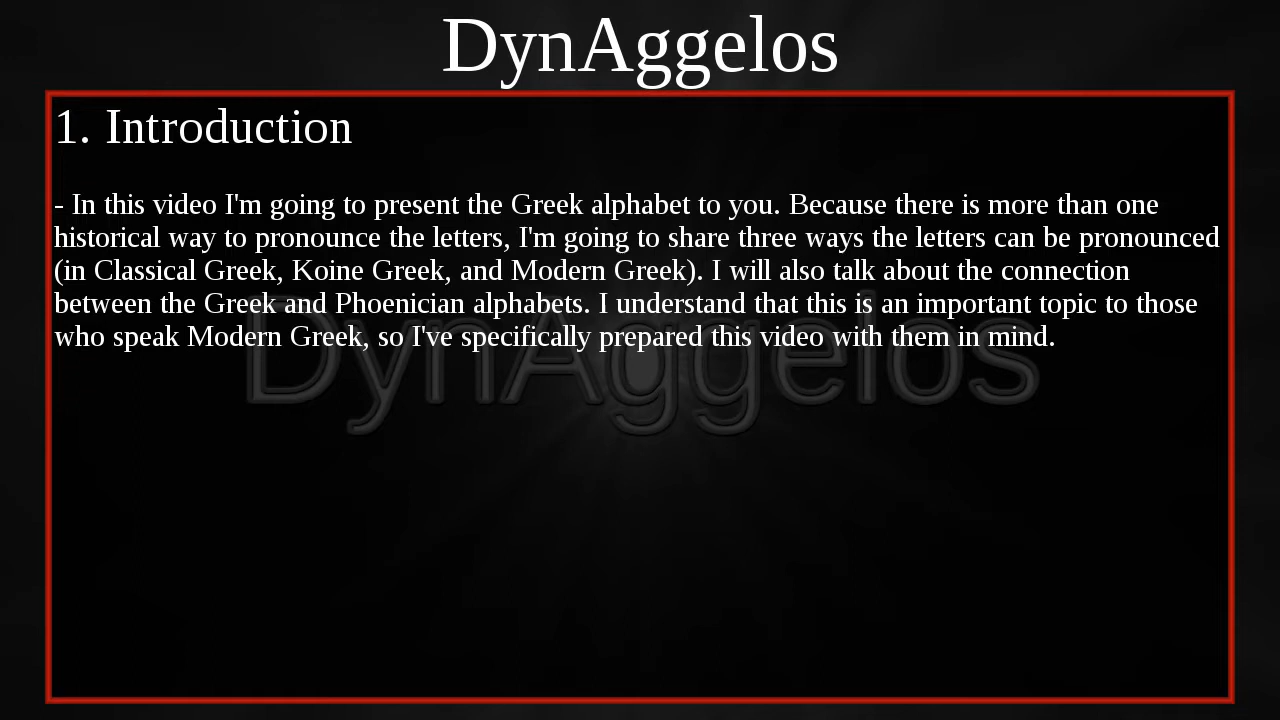 DynAggelos
1. Introduction
- In this video I'm going to present the Greek alphabet to you. Because there is more than one
historical way to pronounce the letters, I'm going to share three ways the letters can be pronounced
(in Classical Greek, Koine Greek, and Modern Greek). I will also talk about the connection
between the Greek and Phoenician alphabets. I understand that this is an important topic to those
who speak Modern Greek, so I've specifically prepared this video with them in mind.
DynAggelos